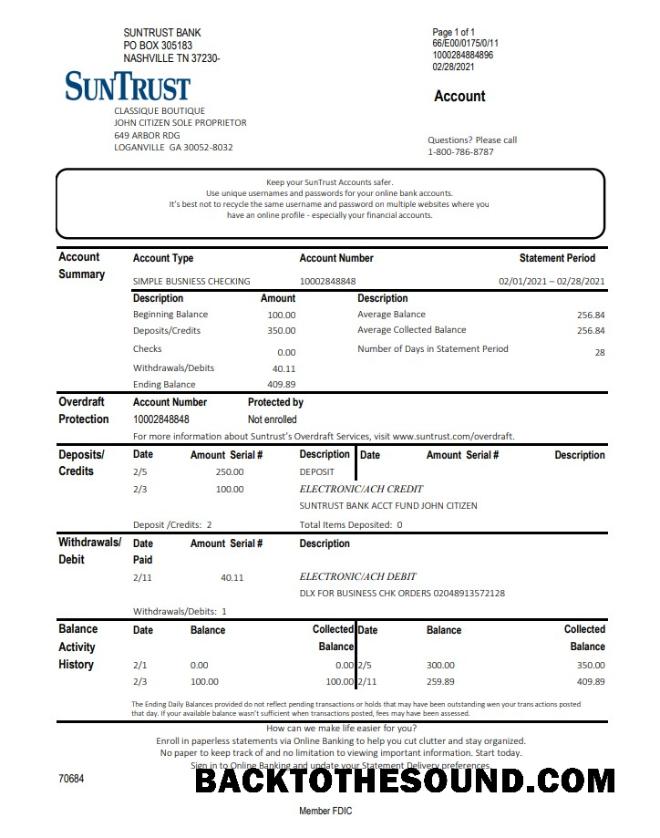 SUNTRUST BANK
PO BOX 305183
NASHVILLE TN 37230-
Page 1 of 1
66/E00/0175/0/11
1000284884896
02/28/2021
SUNTRUST
Account
CLASSIQUE BOUTIQUE
JOHN CITIZEN SOLE PROPRIETOR
649 ARBOR RDG
LOGANVILLE GA 30052-8032
Questions? Please call
1-800-786-8787
Keep your SunTrust Accounts safer.
Use unique usernames and passwords for your online bank accounts.
It's best not to recycle the same username and password on multiple websites where you
have an online profile - especially your financial accounts.
Account Summary
Account Type Account Number Statement Period
SIMPLE BUSNIESS CHECKING 10002848848 02/01/2021 – 02/28/2021
Description Amount Description
Beginning Balance 100.00 Average Balance 256.84
Deposits/Credits 350.00 Average Collected Balance 256.84
Checks 0.00 Number of Days in Statement Period 28
Withdrawals/Debits 40.11
Ending Balance 409.89
Overdraft Protection
Account Number Protected by
10002848848 Not enrolled
For more information about Suntrust's Overdraft Services, visit www.suntrust.com/overdraft.
Deposits/ Credits
Date Amount Serial # Description Date Amount Serial # Description
2/5 250.00 DEPOSIT
2/3 100.00 ELECTRONIC/ACH CREDIT
SUNTRUST BANK ACCT FUND JOHN CITIZEN
Deposit /Credits: 2 Total Items Deposited: 0
Withdrawals/ Debit
Date Paid Amount Serial # Description
2/11 40.11 ELECTRONIC/ACH DEBIT
DLX FOR BUSINESS CHK ORDERS 02048913572128
Withdrawals/Debits: 1
Balance Activity History
Date Balance Collected Balance Date Balance Collected Balance
2/1 0.00 0.00 2/5 300.00 350.00
2/3 100.00 100.00 2/11 259.89 409.89
The Ending Daily Balances provided do not reflect pending transactions or holds that may have been outstanding wen your trans actions posted
that day. If your available balance wasn't sufficient when transactions posted, fees may have been assessed.
How can we make life easier for you?
Enroll in paperless statements via Online Banking to help you cut clutter and stay organized.
No paper to keep track of and no limitation to viewing important information. Start today.
Sign in to Online Banking and update your Statement Delivery preferences.
70684
BACKTOTHESOUND.COM
Member FDIC